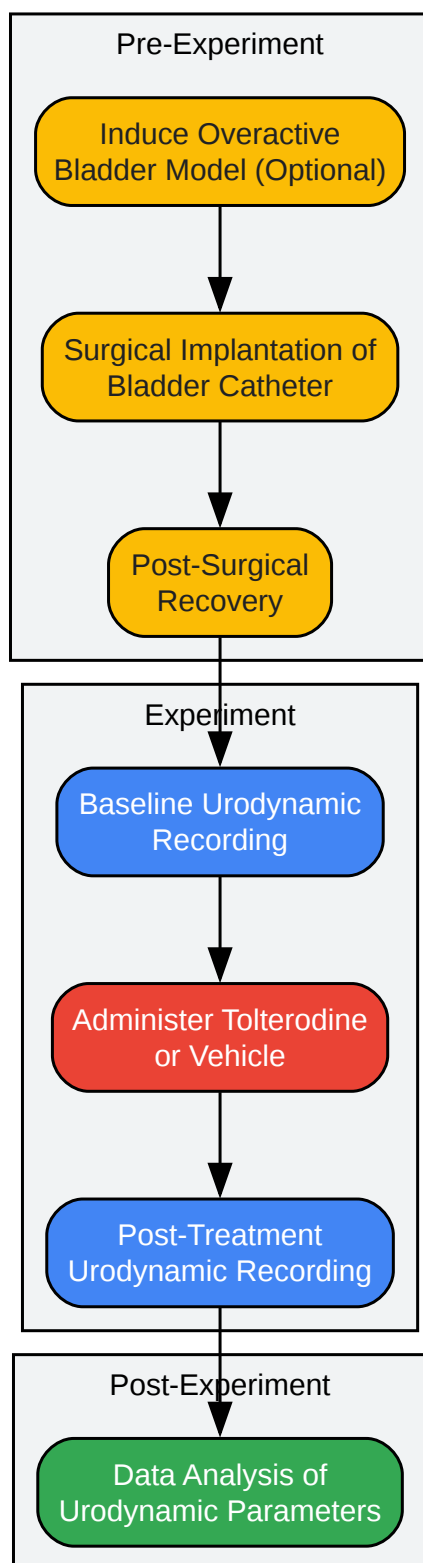 Pre-Experiment
Induce Overactive
Bladder Model (Optional)
Surgical Implantation of
Bladder Catheter
Post-Surgical
Recovery
Experiment
Baseline Urodynamic
Recording
Administer Tolterodine
or Vehicle
Post-Treatment
Urodynamic Recording
Post-Experiment
Data Analysis of
Urodynamic Parameters